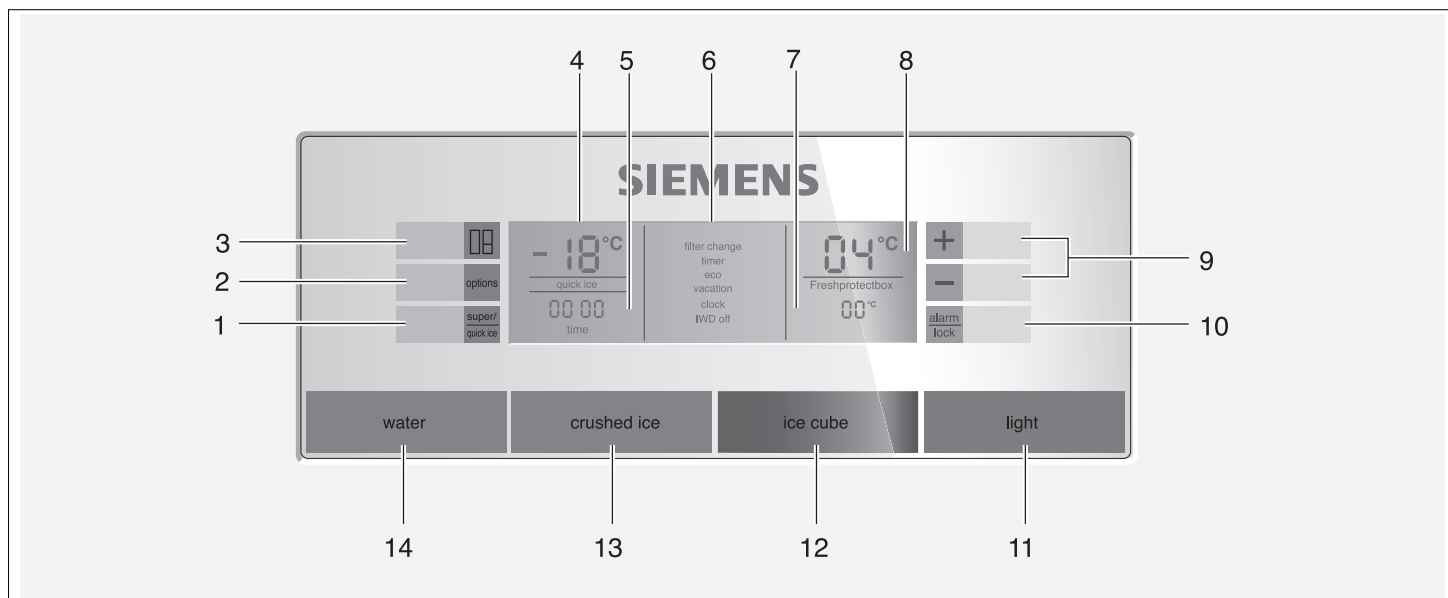 4 5 6 7 8
SIEMENS
3
-18°C
filter change
timer
eco
vacation
clock
IWD off
04°C
+
9
2
options
quick ice
Freshprotectbox
−
1
super/
quick ice
00 00
time
00°C
alarm
lock
10
water crushed ice ice cube light
14 13 12 11